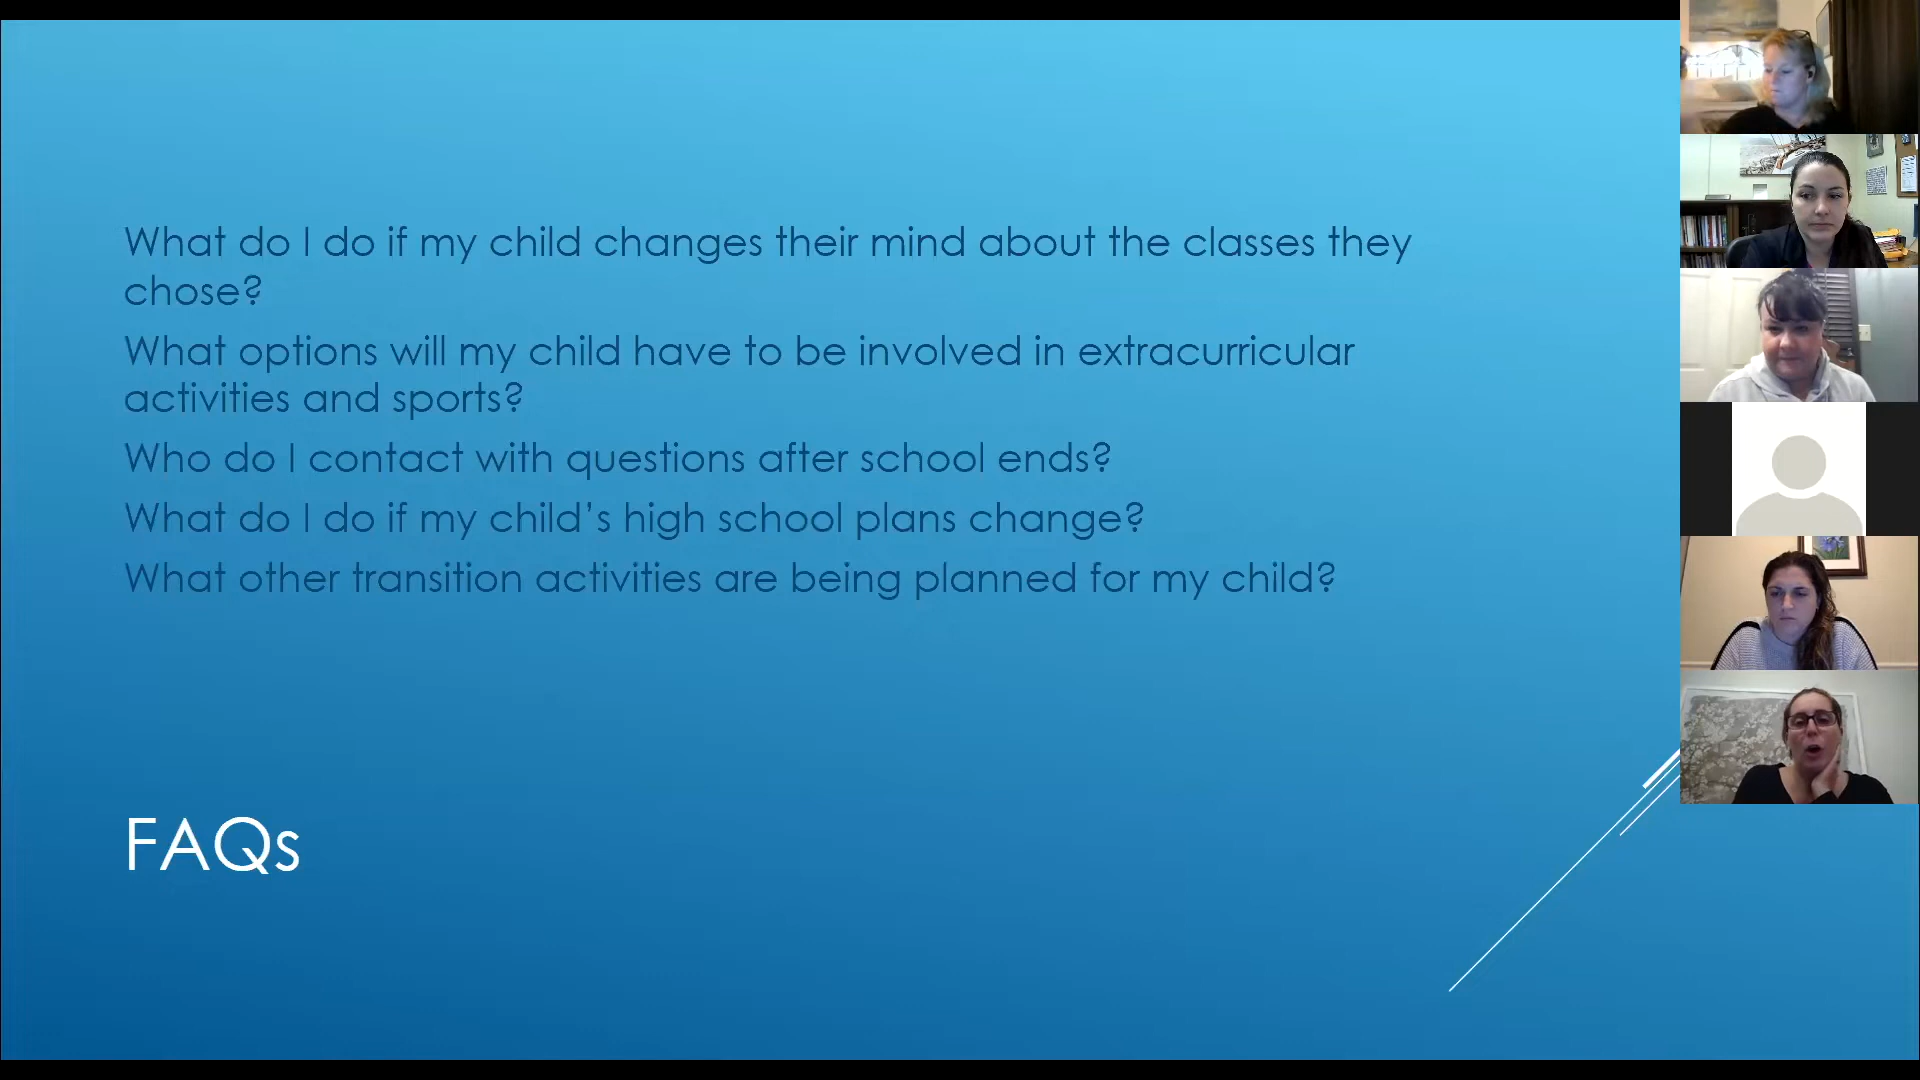 What do I do if my child changes their mind about the classes they
chose?
What options will my child have to be involved in extracurricular
activities and sports?
Who do I contact with questions after school ends?
What do I do if my child’s high school plans change?
What other transition activities are being planned for my child?
FAQs